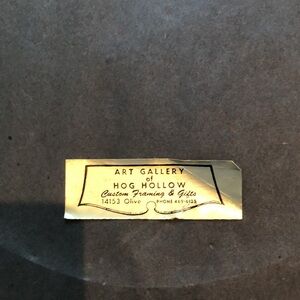 ART GALLERY
of
HOG HOLLOW
Custom Framing & Gifts
14153 Olive PHONE